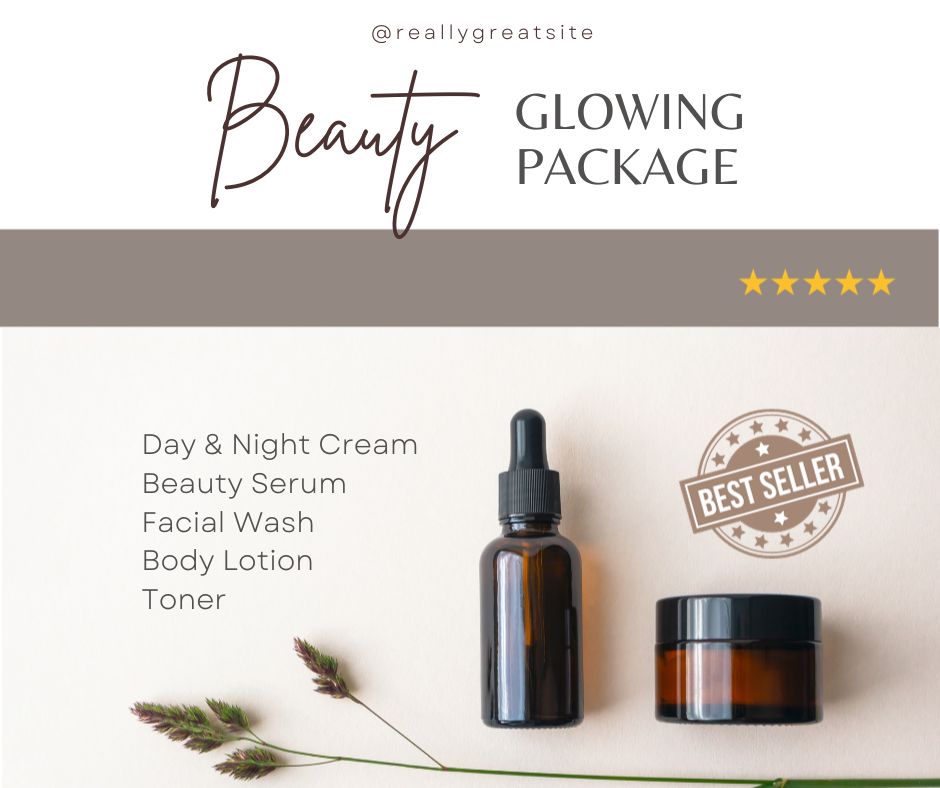 @reallygreatsite
Beauty
GLOWING
PACKAGE
Day & Night Cream
Beauty Serum
Facial Wash
Body Lotion
Toner
BEST SELLER